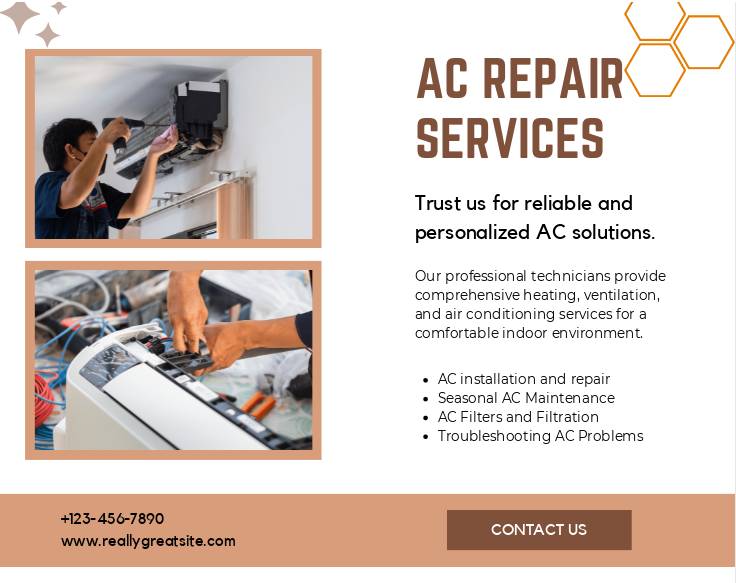 AC REPAIR
SERVICES
Trust us for reliable and
personalized AC solutions.
Our professional technicians provide
comprehensive heating, ventilation,
and air conditioning services for a
comfortable indoor environment.
• AC installation and repair
• Seasonal AC Maintenance
• AC Filters and Filtration
• Troubleshooting AC Problems
+123-456-7890
www.reallygreatsite.com
CONTACT US